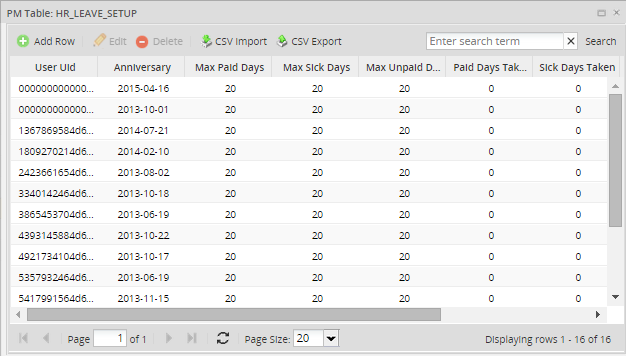 PM Table: HR_LEAVE_SETUP
Add Row Edit Delete CSV Import CSV Export Enter search term Search
User Uid Anniversary Max Paid Days Max Sick Days Max Unpaid D... Paid Days Tak... Sick Days Taken
000000000000... 2015-04-16 20 20 20 0 0
000000000000... 2013-10-01 20 20 20 0 0
1367869584d6... 2014-07-21 20 20 20 0 0
1809270214d6... 2014-02-10 20 20 20 0 0
2423661654d6... 2013-08-02 20 20 20 0 0
3340142464d6... 2013-10-18 20 20 20 0 0
3865453704d6... 2013-06-19 20 20 20 0 0
4393145884d6... 2013-10-22 20 20 20 0 0
4921734104d6... 2013-10-17 20 20 20 0 0
5357932464d6... 2013-06-19 20 20 20 0 0
5417991564d6... 2013-11-15 20 20 20 0 0
Page 1 of 1 Page Size: 20 Displaying rows 1 - 16 of 16